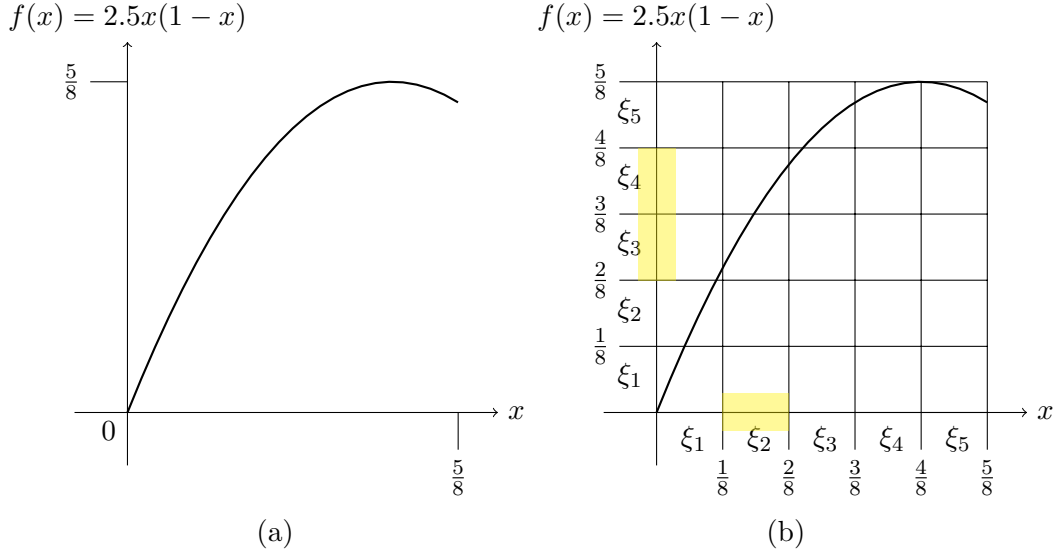 f(x) = 2.5x(1 − x)
5/8
0
x
5/8
(a)
f(x) = 2.5x(1 − x)
5/8
ξ5
4/8
ξ4
3/8
ξ3
2/8
ξ2
1/8
ξ1
x
ξ1 ξ2 ξ3 ξ4 ξ5
1/8 2/8 3/8 4/8 5/8
(b)